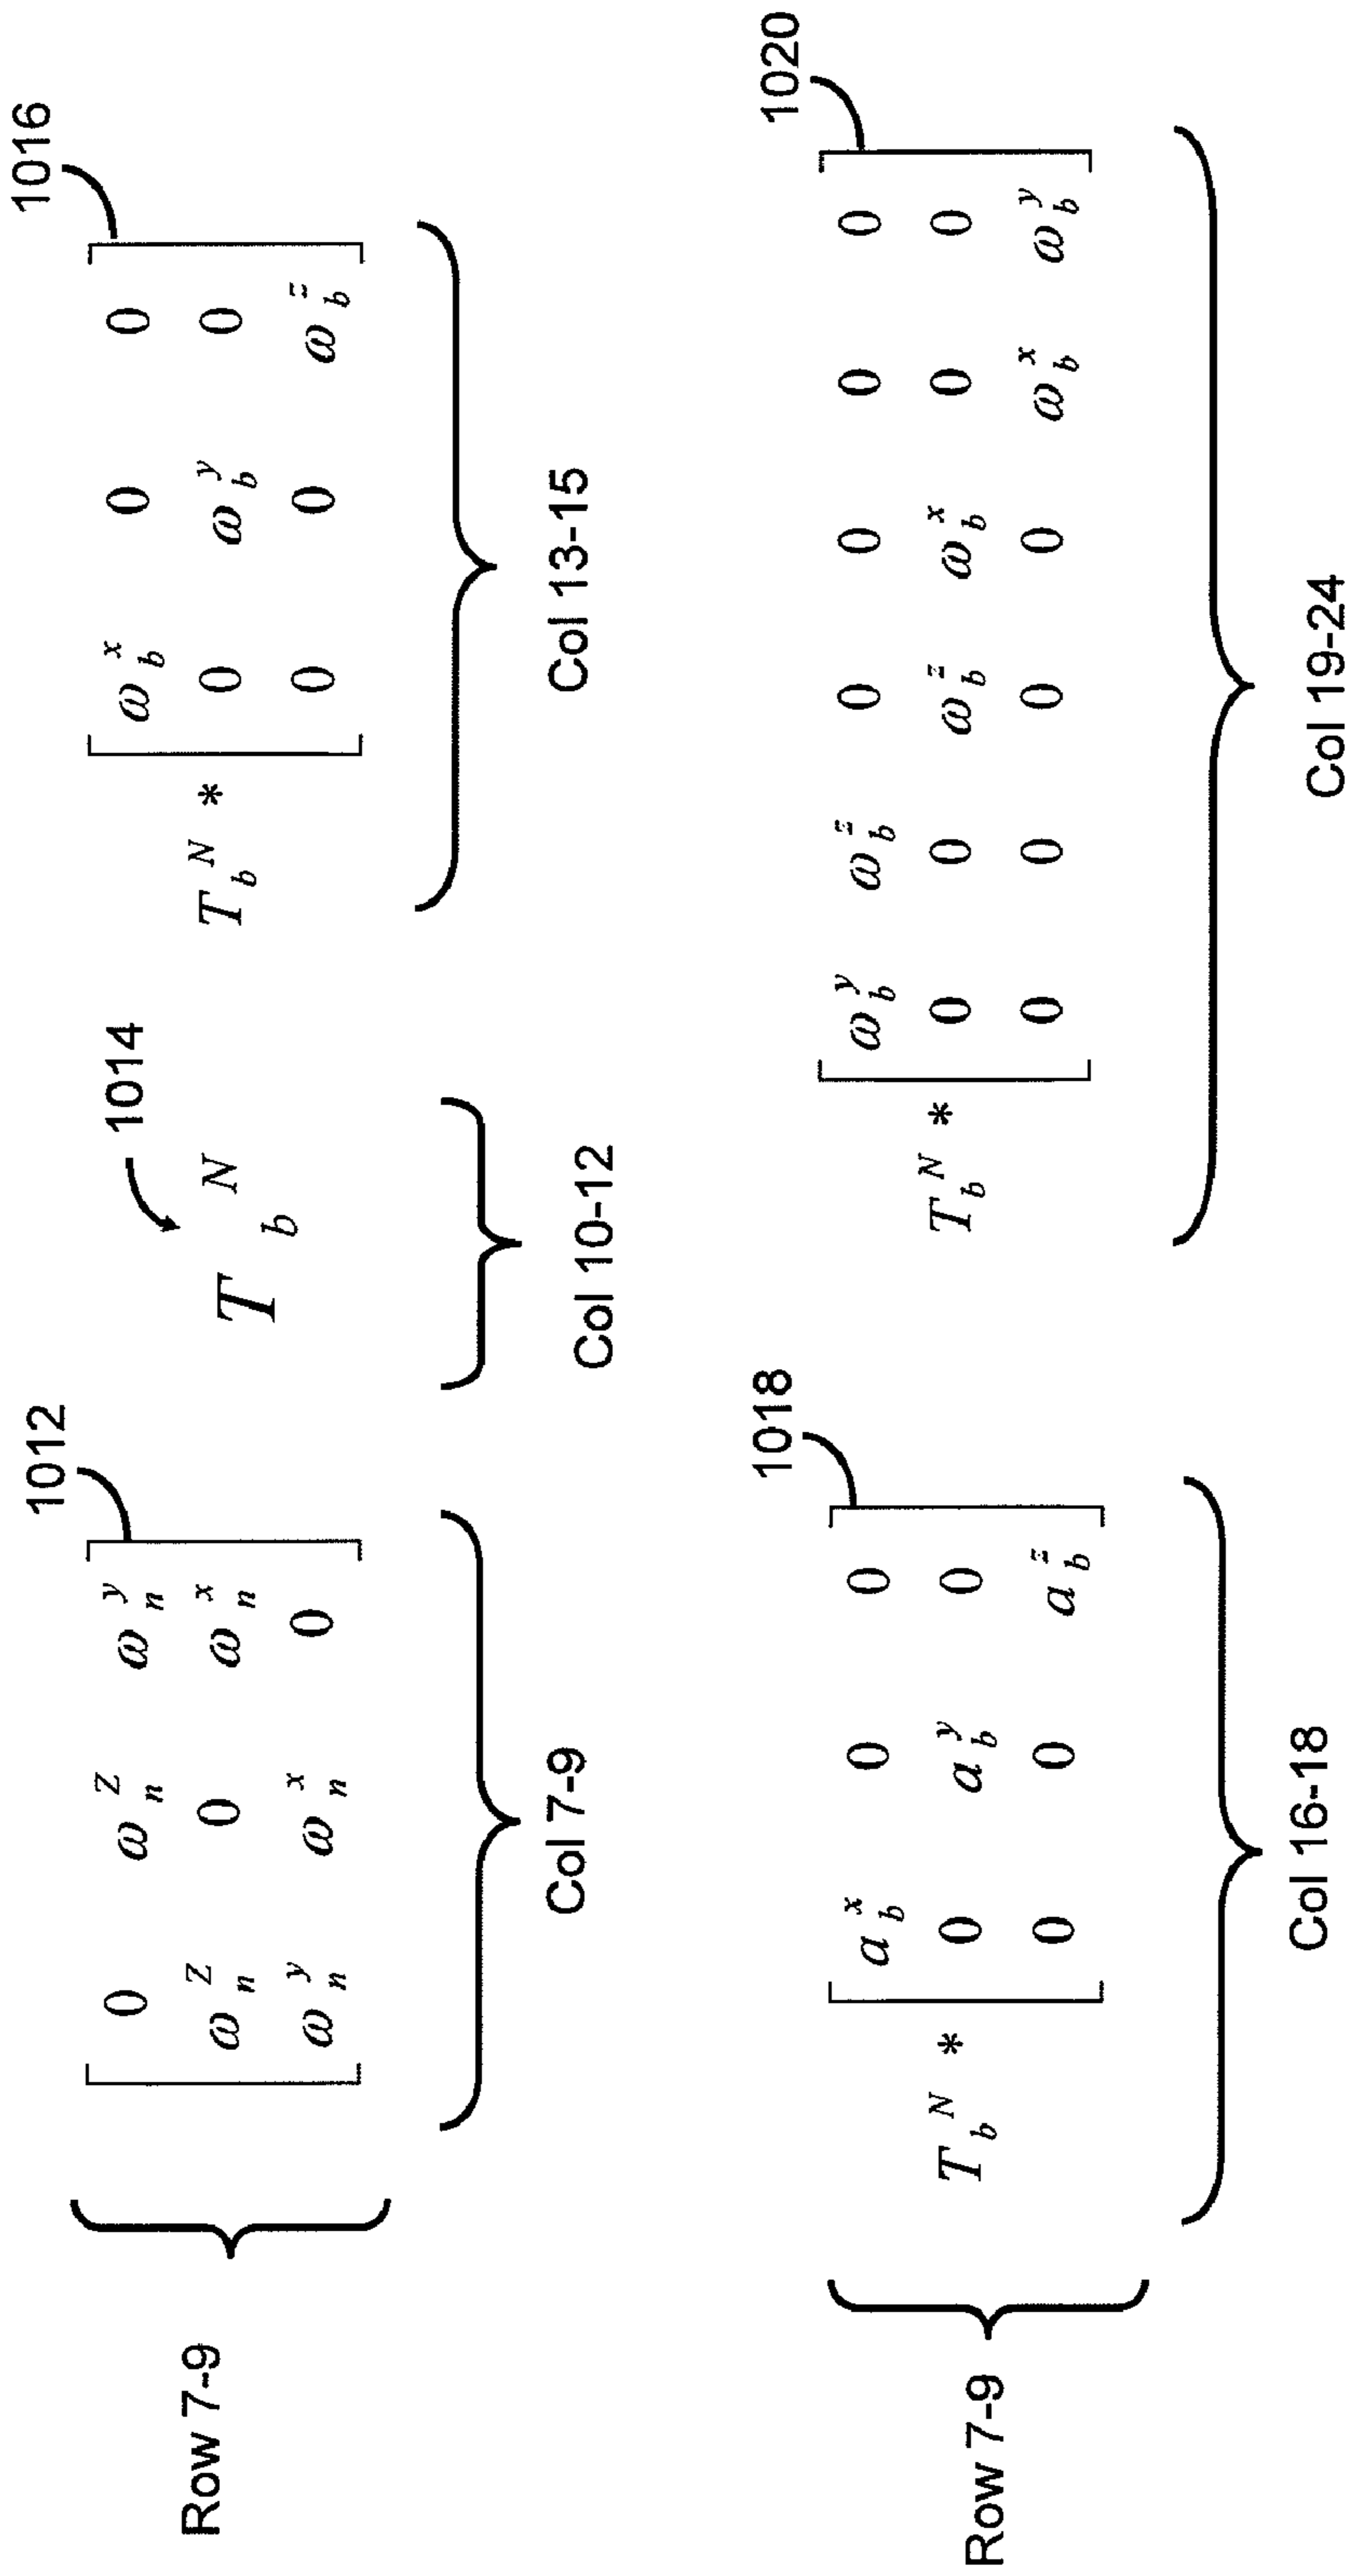 1012 1014 1016
Row 7-9 [ 0 ω_n^Z ω_n^y ] T_b^N T_b^N * [ ω_b^x 0 0 ]
[ ω_n^Z 0 ω_n^x ] [ 0 ω_b^y 0 ]
[ ω_n^y ω_n^x 0 ] [ 0 0 ω_b^z ]
Col 7-9 Col 10-12 Col 13-15
1018 1020
Row 7-9 T_b^N * [ a_b^x 0 0 ] T_b^N * [ ω_b^y ω_b^z 0 0 0 0 ]
[ 0 a_b^y 0 ] [ 0 0 ω_b^z ω_b^x 0 0 ]
[ 0 0 a_b^z ] [ 0 0 0 0 ω_b^x ω_b^y ]
Col 16-18 Col 19-24